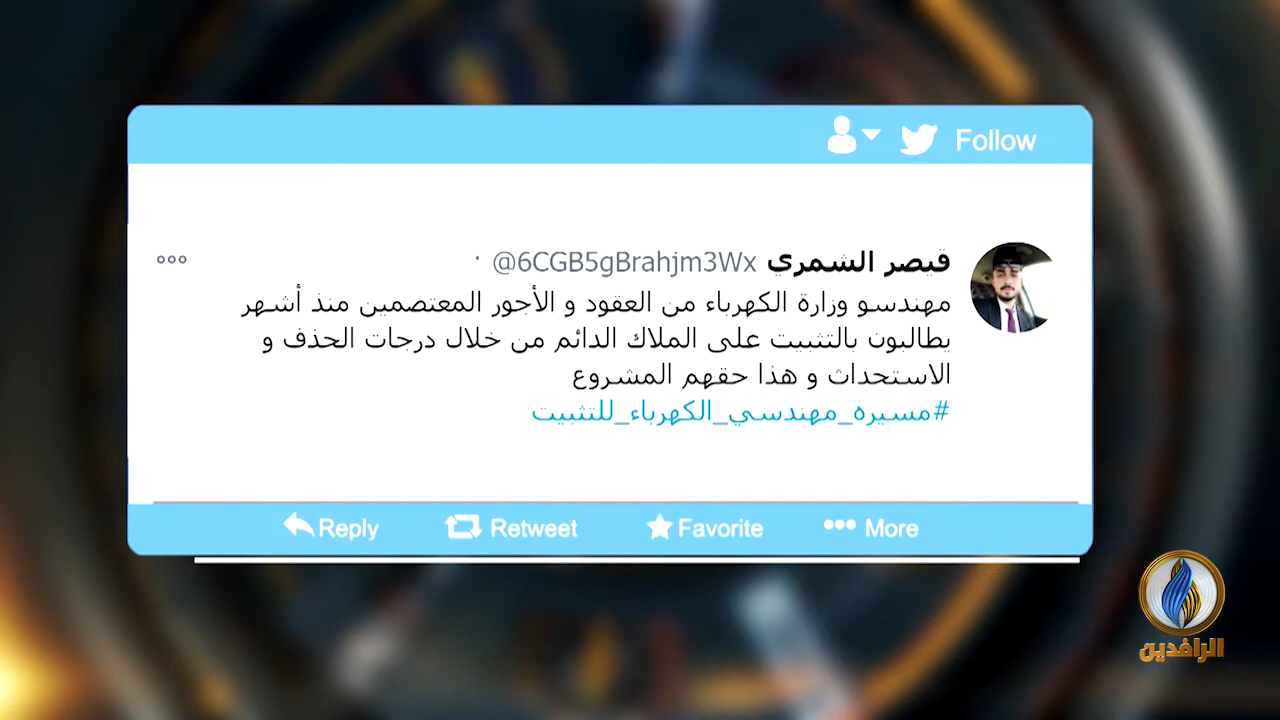 Follow
قيصر الشمري @6CGB5gBrahjm3Wx ·
مهندسو وزارة الكهرباء من العقود و الأجور المعتصمين منذ أشهر
يطالبون بالتثبيت على الملاك الدائم من خلال درجات الحذف و
الاستحداث و هذا حقهم المشروع
#مسيره_مهندسي_الكهرباء_للتثبيت
Reply Retweet Favorite More
الرافدين